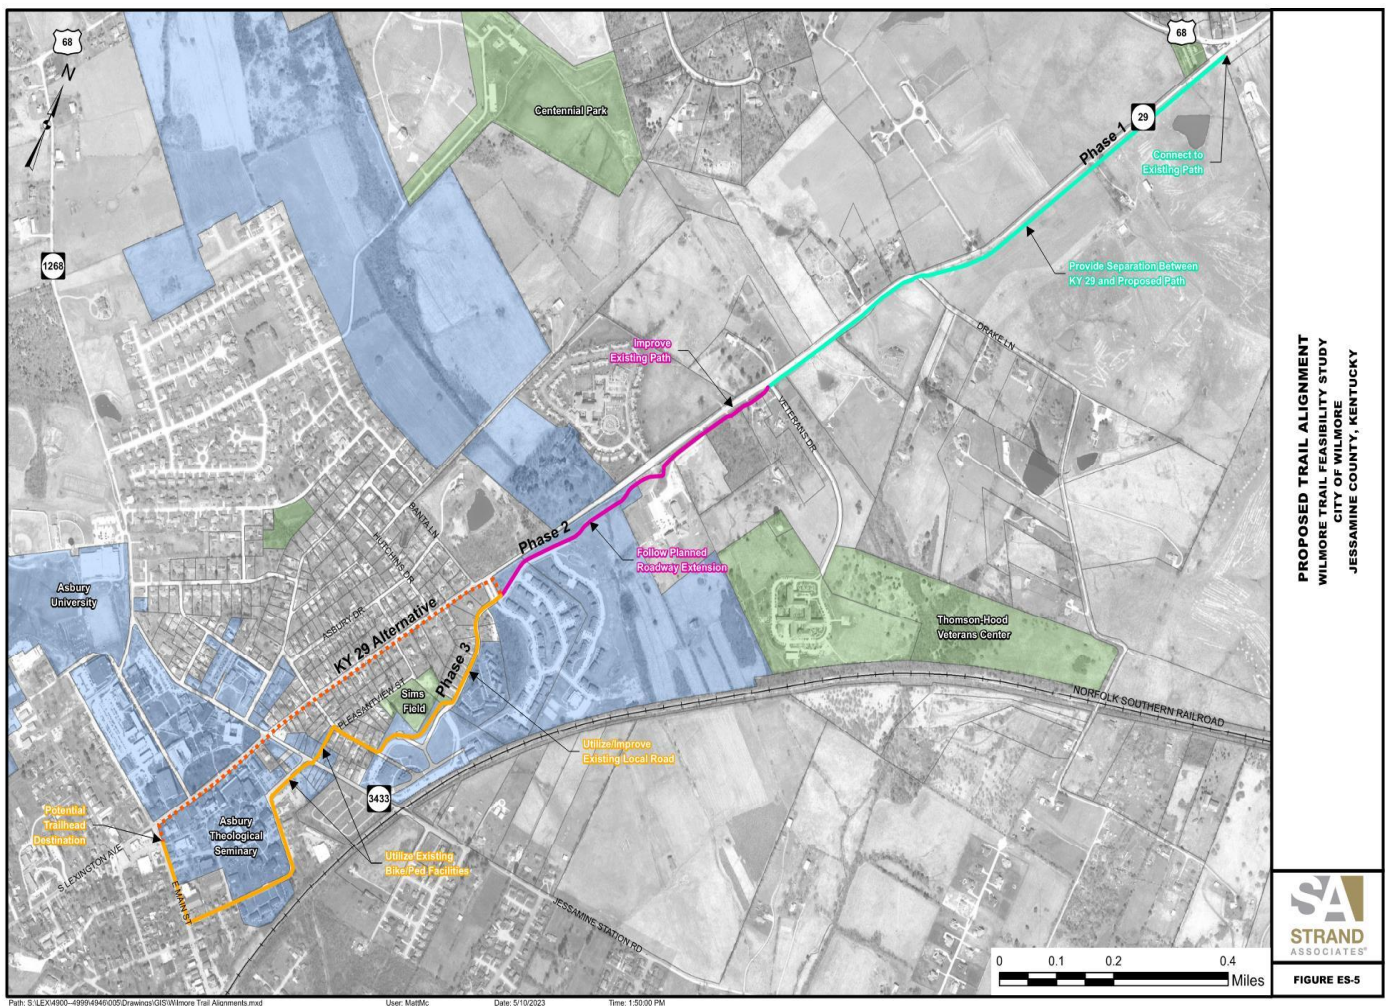 68
N
68
Centennial Park
29
Phase 1
Connect to
Existing Path
1268
Provide Separation Between
KY 29 and Proposed Path
DRAKE LN
Improve
Existing Path
VETERANS DR
BANTA LN
HUTCHINS DR
Phase 2
Follow Planned
Roadway Extension
Asbury
University
ASBURY DR
KY 29 Alternative
Phase 3
Thomson-Hood
Veterans Center
PLEASANTVIEW ST
Sims
Field
NORFOLK SOUTHERN RAILROAD
Utilize/Improve
Existing Local Road
3433
Potential
Trailhead
Destination
Asbury
Theological
Seminary
S LEXINGTON AVE
Utilize Existing
Bike/Ped Facilities
E MAIN ST
JESSAMINE STATION RD
0 0.1 0.2 0.4
Miles
PROPOSED TRAIL ALIGNMENT
WILMORE TRAIL FEASIBILITY STUDY
CITY OF WILMORE
JESSAMINE COUNTY, KENTUCKY
SA
STRAND
ASSOCIATES®
FIGURE ES-5
Path: S:\LEX\4900--4999\4946\005\Drawings\GIS\Wilmore Trail Alignments.mxd User: MattMc Date: 5/10/2023 Time: 1:50:00 PM